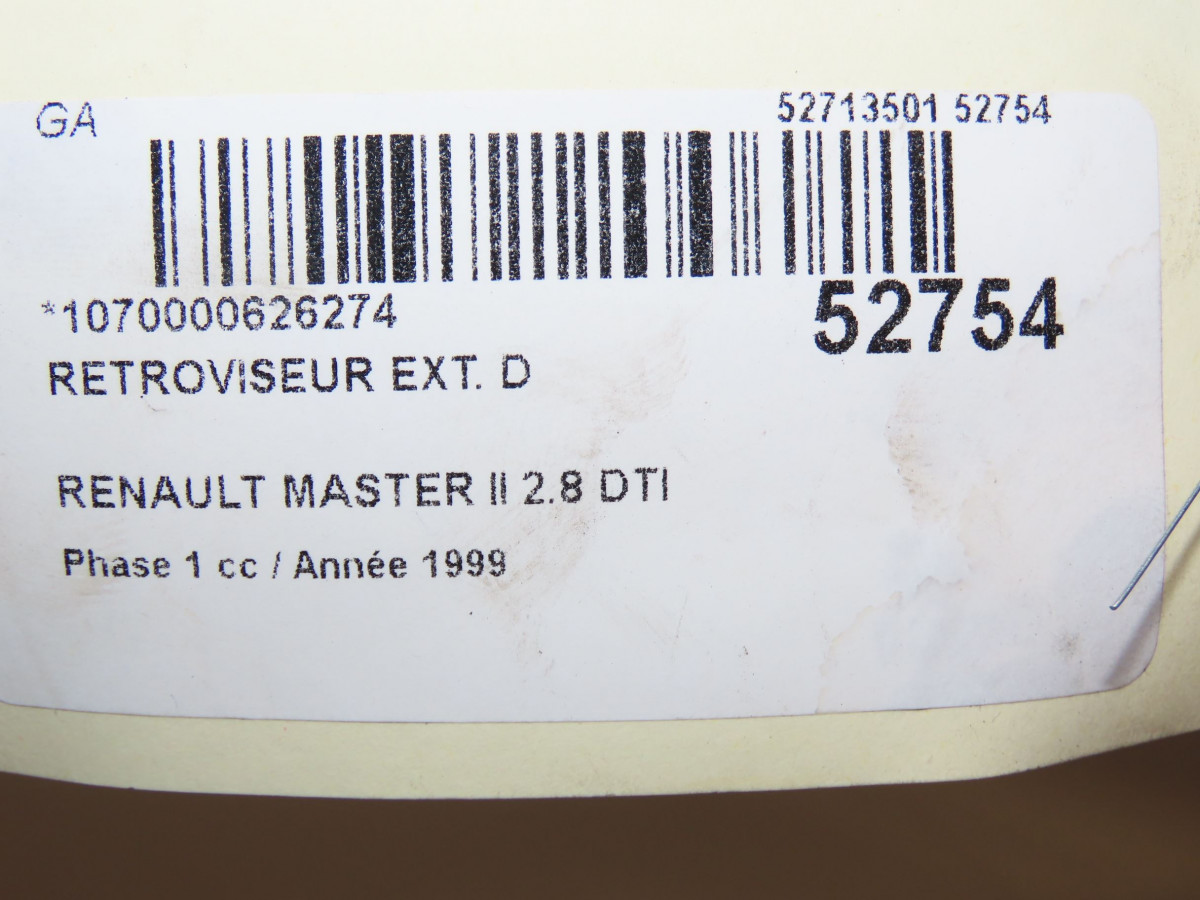 GA
52713501 52754
*1070000626274
52754
RETROVISEUR EXT. D
RENAULT MASTER II 2.8 DTI
Phase 1 cc / Année 1999